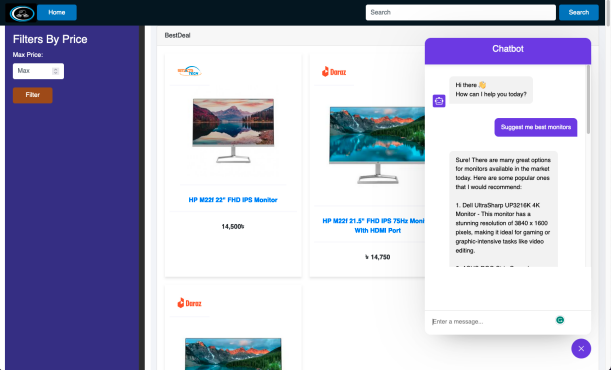 Home
Search
Search
Filters By Price
Max Price:
Max
Filter
BestDeal
Daraz
HP M22f 22" FHD IPS Monitor
14,500৳
HP M22f 21.5" FHD IPS 75Hz Moni
With HDMI Port
৳ 14,750
Daraz
Chatbot
Hi there 👋
How can I help you today?
Suggest me best monitors
Sure! There are many great options
for monitors available in the market
today. Here are some popular ones
that I would recommend:
1. Dell UltraSharp UP3216K 4K
Monitor - This monitor has a
stunning resolution of 3840 x 1600
pixels, making it ideal for gaming or
graphic-intensive tasks like video
editing.
Enter a message...